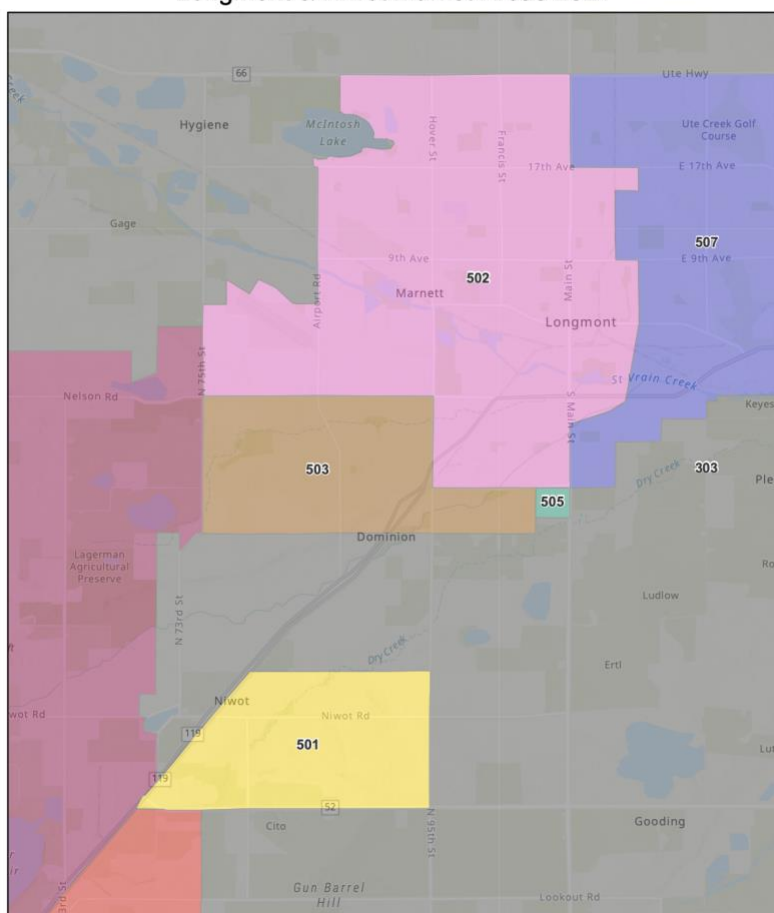 66
Ute Hwy
Creek
Hygiene
McIntosh
Lake
Hover St
Francis St
Ute Creek Golf
Course
17th Ave
E 17th Ave
Gage
507
9th Ave
E 9th Ave
502
Main St
Marnett
Airport Rd
Longmont
N 75th St
St Vrain Creek
Nelson Rd
S Main St
Keyes
503
303
Dry Creek
505
Dominion
Lagerman
Agricultural
Preserve
N 73rd St
Ludlow
Dry Creek
Ertl
Niwot
Niwot Rd
119
501
119
52
Cito
N 95th St
Gooding
Gun Barrel
Hill
Lookout Rd